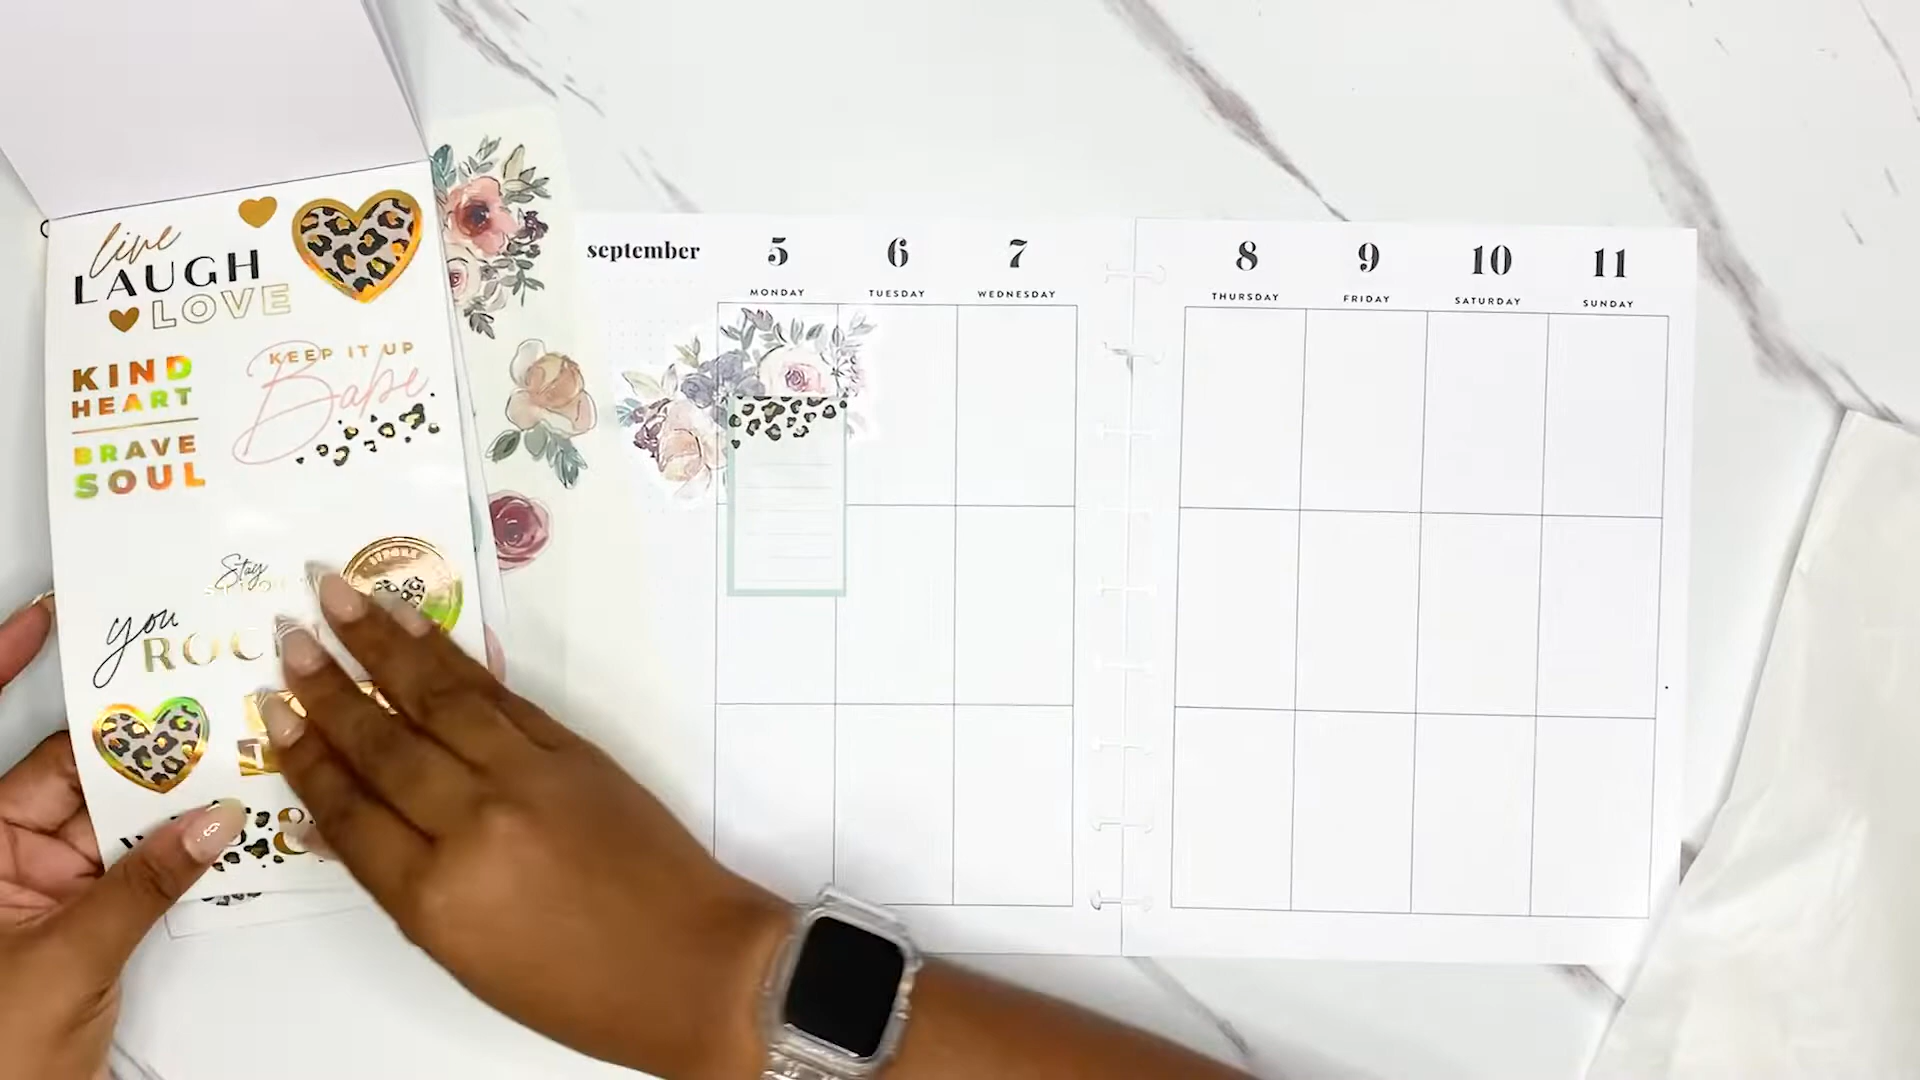 live
LAUGH
LOVE
KIND
HEART
BRAVE
SOUL
KEEP IT UP
Babe
Stay
you
september
5
MONDAY
6
TUESDAY
7
WEDNESDAY
8
THURSDAY
9
FRIDAY
10
SATURDAY
11
SUNDAY